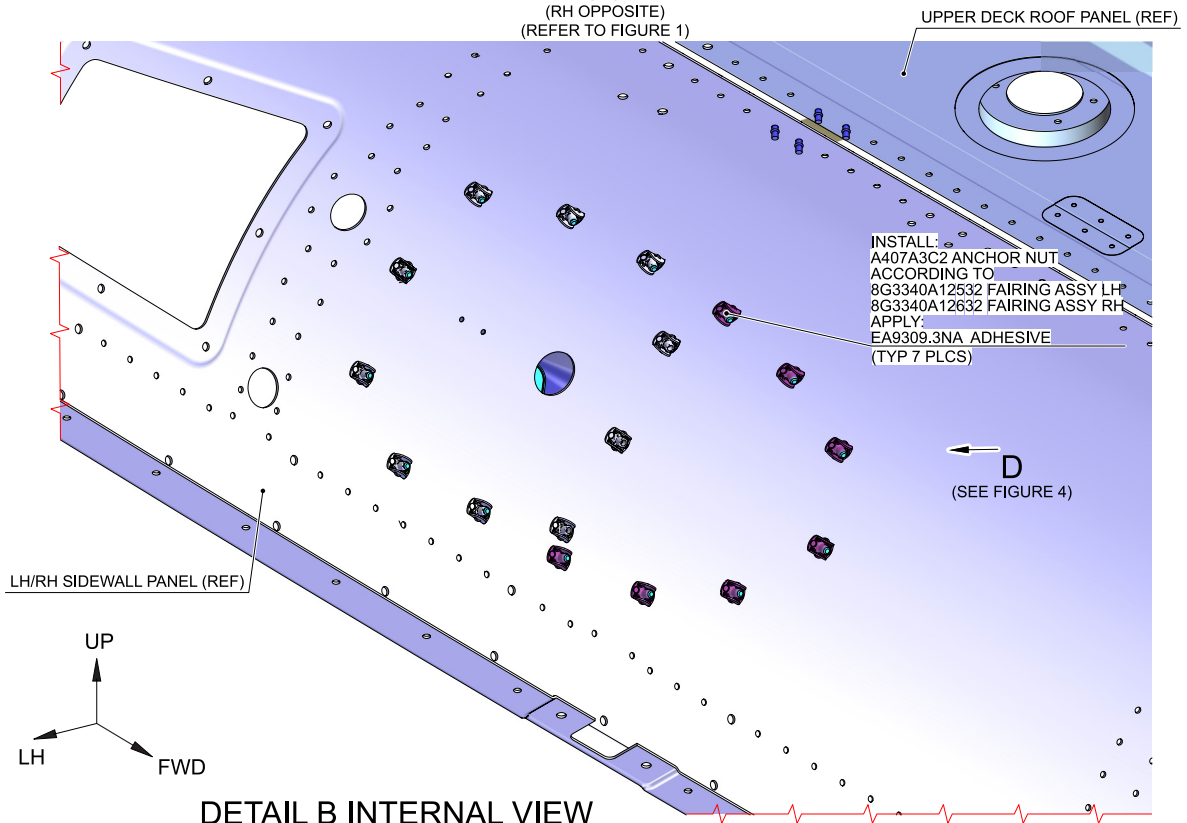 (RH OPPOSITE)
(REFER TO FIGURE 1)
UPPER DECK ROOF PANEL (REF)
INSTALL:
A407A3C2 ANCHOR NUT
ACCORDING TO
8G3340A12532 FAIRING ASSY LH
8G3340A12632 FAIRING ASSY RH
APPLY:
EA9309.3NA ADHESIVE
(TYP 7 PLCS)
D
(SEE FIGURE 4)
LH/RH SIDEWALL PANEL (REF)
UP
LH
FWD
DETAIL B INTERNAL VIEW